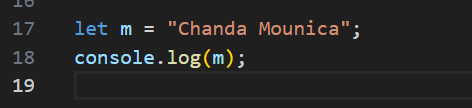 17 let m = "Chanda Mounica";
18 console.log(m);
19